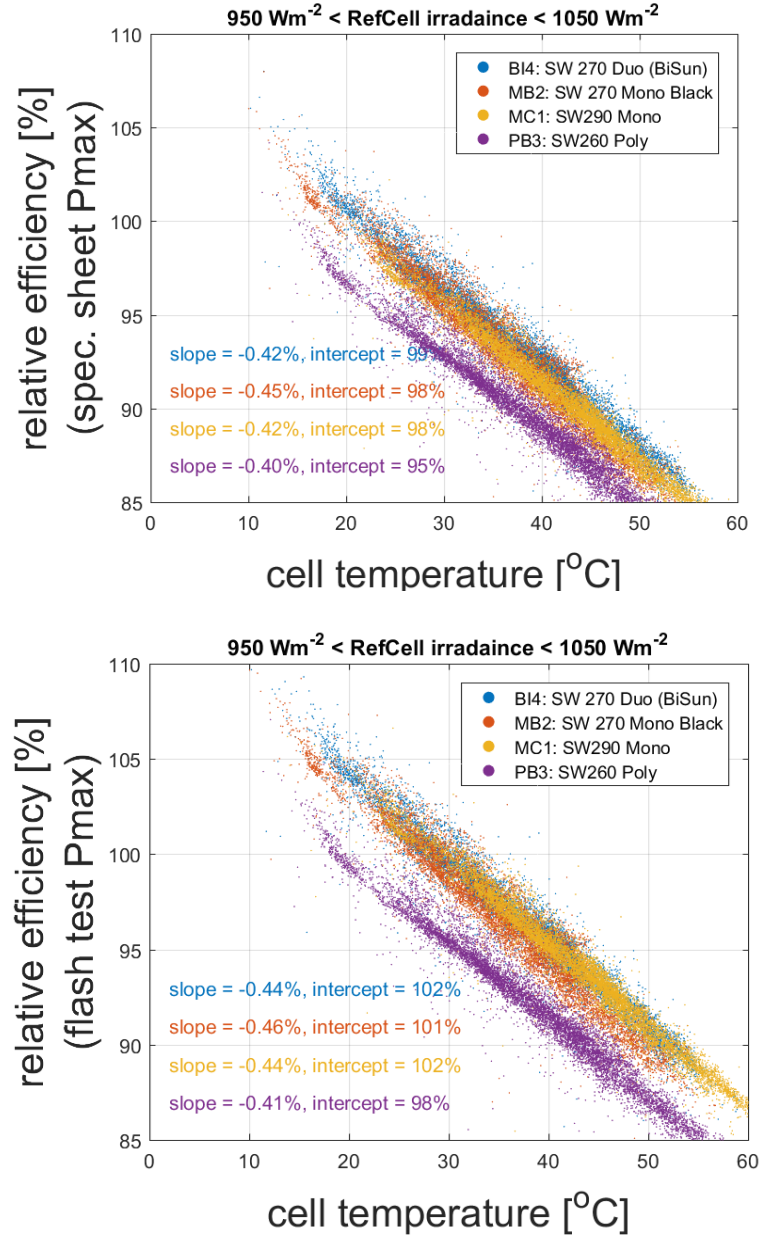 950 Wm-2 < RefCell irradaince < 1050 Wm-2
110
105
100
95
90
85
relative efficiency [%]
(spec. sheet Pmax)
BI4: SW 270 Duo (BiSun)
MB2: SW 270 Mono Black
MC1: SW290 Mono
PB3: SW260 Poly
slope = -0.42%, intercept = 99%
slope = -0.45%, intercept = 98%
slope = -0.42%, intercept = 98%
slope = -0.40%, intercept = 95%
0 10 20 30 40 50 60
cell temperature [oC]
950 Wm-2 < RefCell irradaince < 1050 Wm-2
110
105
100
95
90
85
relative efficiency [%]
(flash test Pmax)
BI4: SW 270 Duo (BiSun)
MB2: SW 270 Mono Black
MC1: SW290 Mono
PB3: SW260 Poly
slope = -0.44%, intercept = 102%
slope = -0.46%, intercept = 101%
slope = -0.44%, intercept = 102%
slope = -0.41%, intercept = 98%
0 10 20 30 40 50 60
cell temperature [oC]